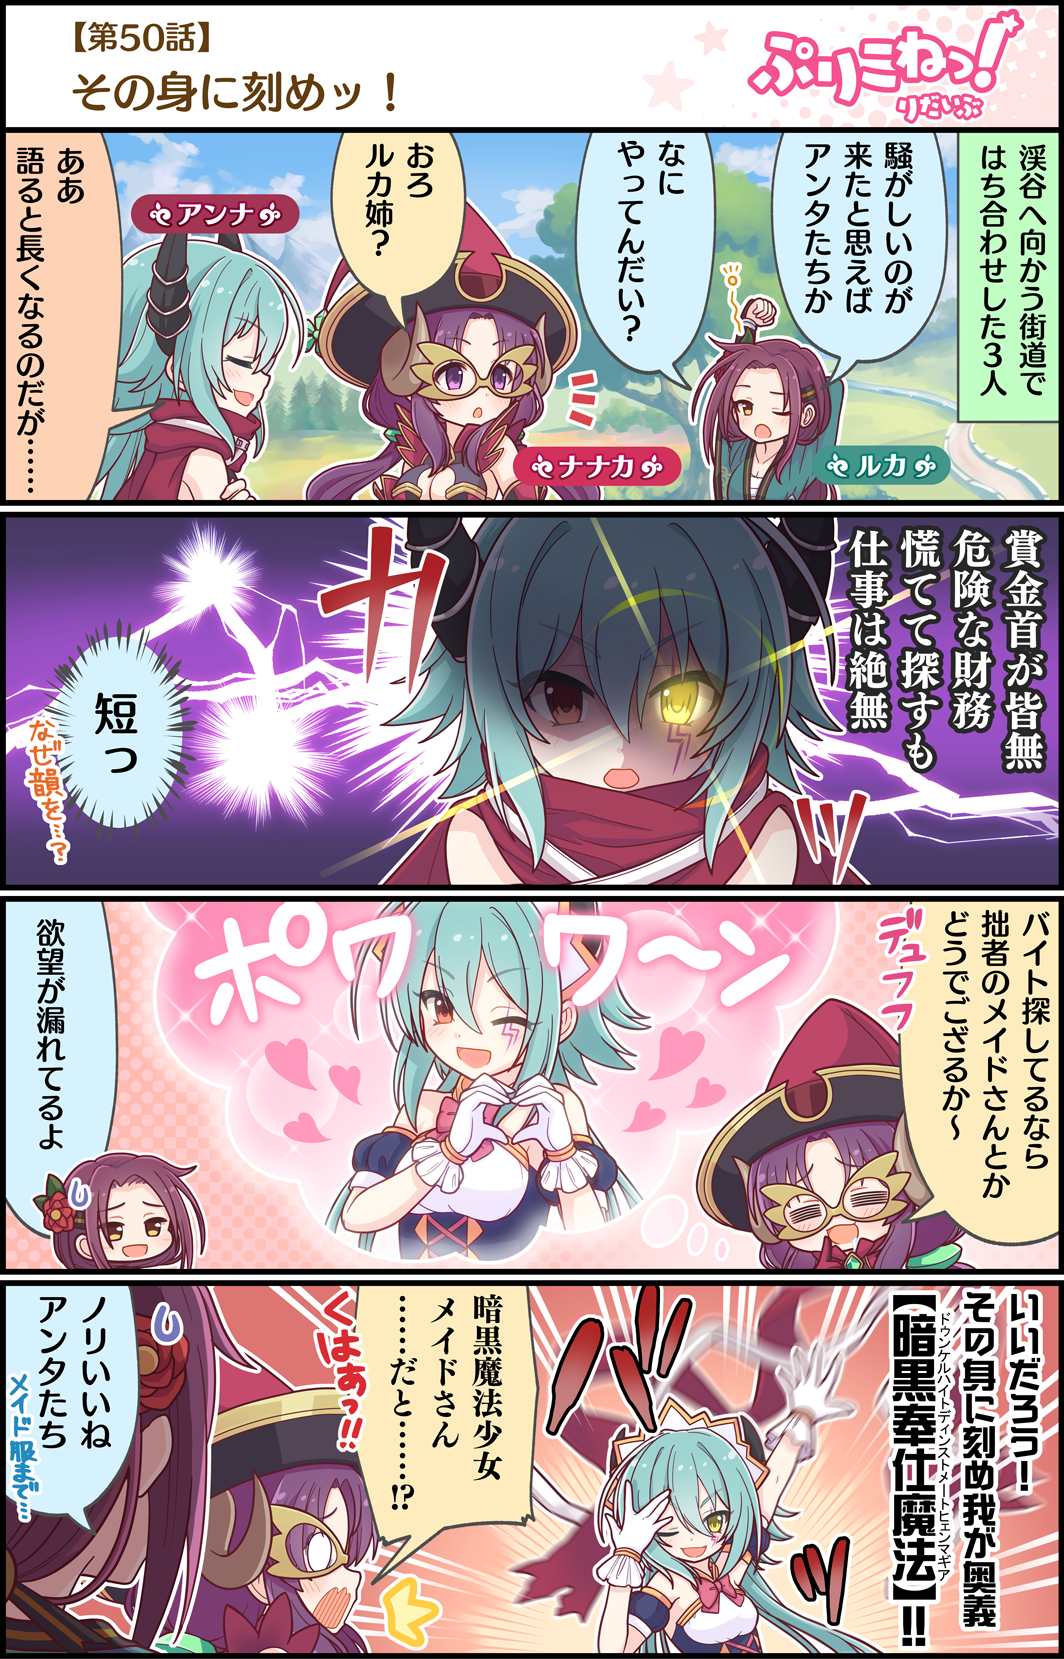 【第50話】
その身に刻めッ！
ぷりこねっ！
りだいぶ
渓谷へ向かう街道で
はち合わせした3人
騒がしいのが
来たと思えば
アンタたちか
なに
やってんだい？
ルカ
おろ
ルカ姉？
ナナカ
アンナ
ああ
語ると長くなるのだが……
賞金首が皆無
危険な財務
慌てて探すも
仕事は絶無
カッ
短っ
なぜ韻を…？
バイト探してるなら
拙者のメイドさんとか
どうでござるか〜
デュフフ
ポワワ〜ン
欲望が漏れてるよ
いいだろう！
その身に刻め我が奥義
ドゥンケルハイトディンストメートヒェンマギア
【暗黒奉仕魔法】!!
暗黒魔法少女
メイドさん
……だと……!?
くはあっ!!
ノリいいね
アンタたち
メイド服まで…